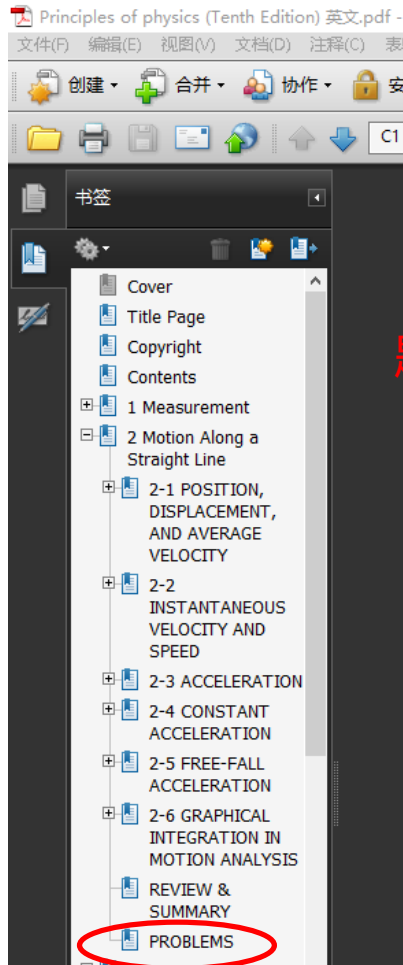 Principles of physics (Tenth Edition) 英文.pdf -
文件(F) 编辑(E) 视图(V) 文档(D) 注释(C) 表
创建 合并 协作 安
C1
书签
Cover
Title Page
Copyright
Contents
1 Measurement
2 Motion Along a
Straight Line
2-1 POSITION,
DISPLACEMENT,
AND AVERAGE
VELOCITY
2-2
INSTANTANEOUS
VELOCITY AND
SPEED
2-3 ACCELERATION
2-4 CONSTANT
ACCELERATION
2-5 FREE-FALL
ACCELERATION
2-6 GRAPHICAL
INTEGRATION IN
MOTION ANALYSIS
REVIEW &
SUMMARY
PROBLEMS